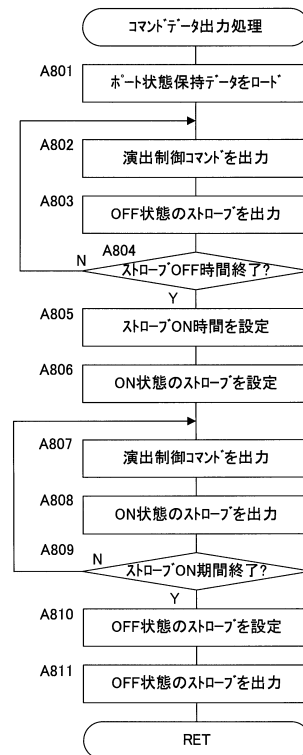 コマンドデータ出力処理
A801
ポート状態保持データをロード
A802
演出制御コマンドを出力
A803
OFF状態のストローブを出力
A804
N
ストローブOFF時間終了?
Y
A805
ストローブON時間を設定
A806
ON状態のストローブを設定
A807
演出制御コマンドを出力
A808
ON状態のストローブを出力
A809
N
ストローブON期間終了?
Y
A810
OFF状態のストローブを設定
A811
OFF状態のストローブを出力
RET